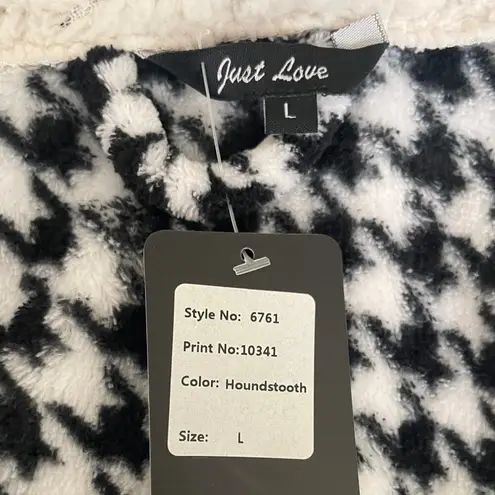 Just Love
L
Style No: 6761
Print No:10341
Color: Houndstooth
Size: L